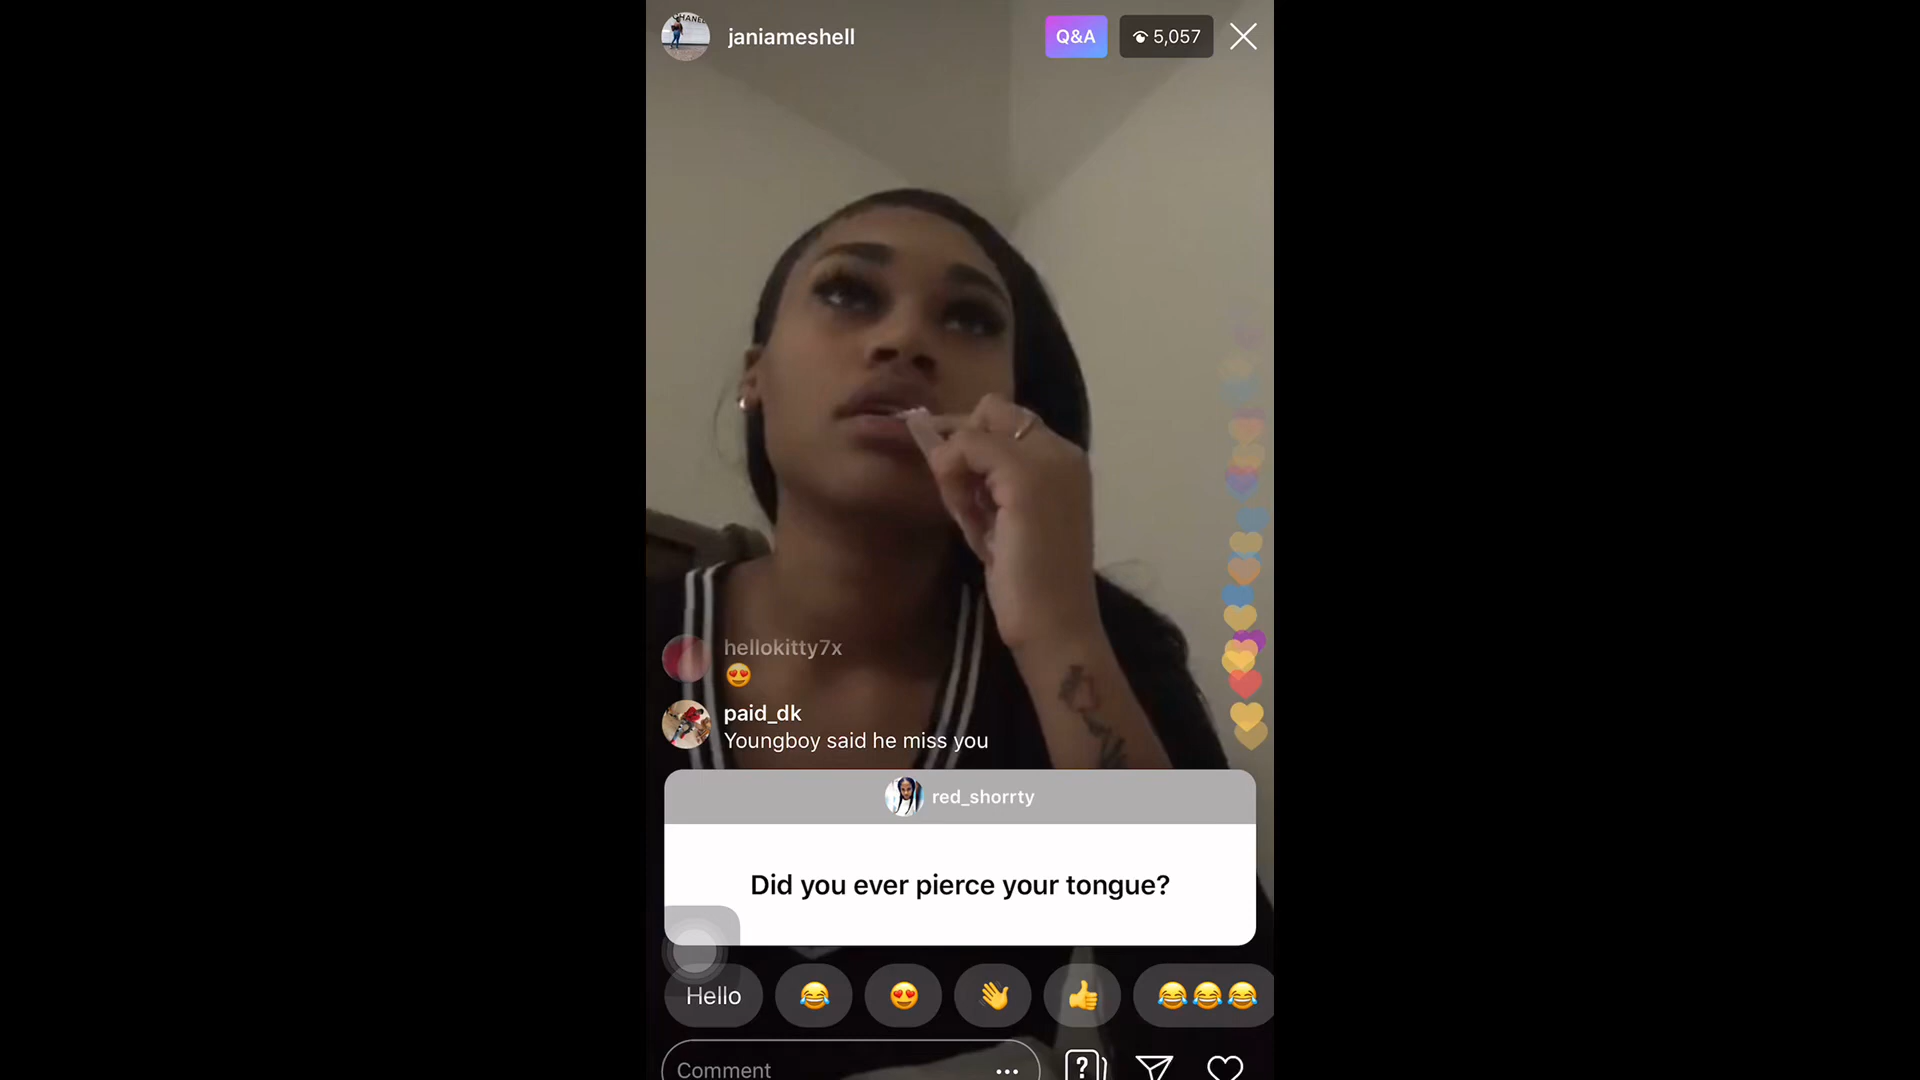 CHANEL
janiameshell
Q&A
5,057
hellokitty7x
paid_dk
Youngboy said he miss you
red_shorrty
Did you ever pierce your tongue?
Hello
Comment